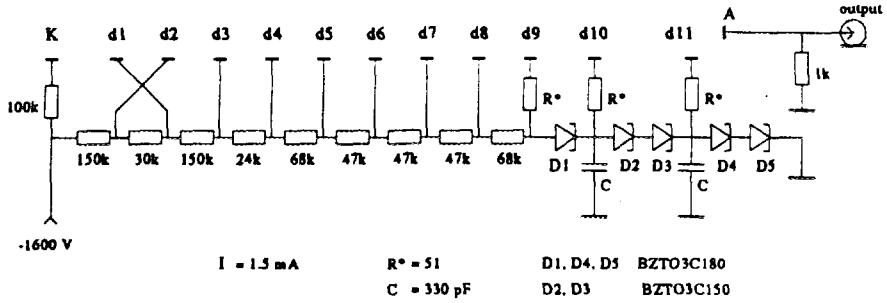 output
A
K d1 d2 d3 d4 d5 d6 d7 d8 d9 d10 d11
100k R* R* R* 1k
150k 30k 150k 24k 68k 47k 47k 47k 68k D1 D2 D3 D4 D5
C C
-1600 V
I = 1.5 mA R* = 51 D1, D4, D5 BZTO3C180
C = 330 pF D2, D3 BZTO3C150